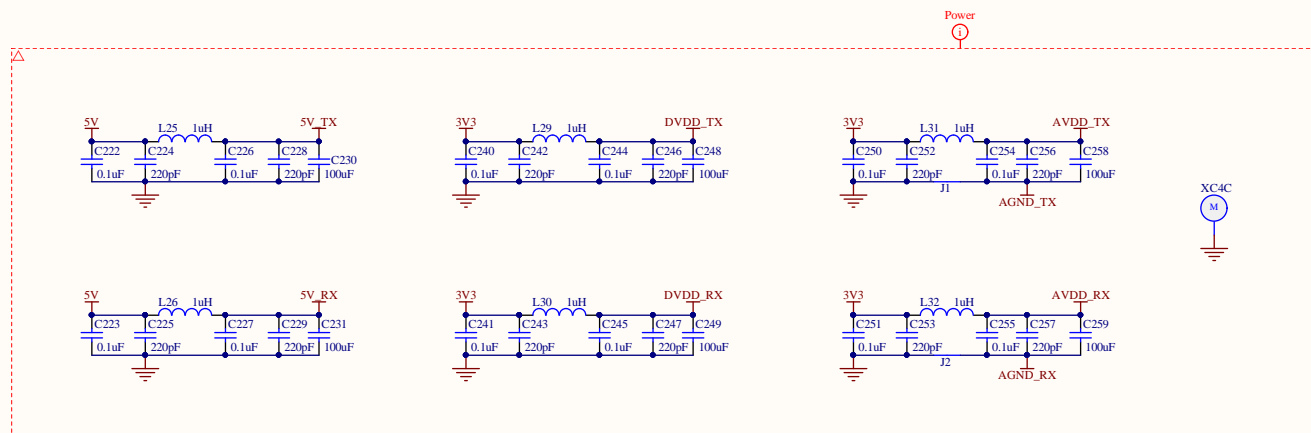 Power
i
5V L25 1uH 5V_TX
C222 C224 C226 C228 C230
0.1uF 220pF 0.1uF 220pF 100uF
3V3 L29 1uH DVDD_TX
C240 C242 C244 C246 C248
0.1uF 220pF 0.1uF 220pF 100uF
3V3 L31 1uH AVDD_TX
C250 C252 C254 C256 C258
0.1uF 220pF 0.1uF 220pF 100uF
J1
AGND_TX
XC4C
M
5V L26 1uH 5V_RX
C223 C225 C227 C229 C231
0.1uF 220pF 0.1uF 220pF 100uF
3V3 L30 1uH DVDD_RX
C241 C243 C245 C247 C249
0.1uF 220pF 0.1uF 220pF 100uF
3V3 L32 1uH AVDD_RX
C251 C253 C255 C257 C259
0.1uF 220pF 0.1uF 220pF 100uF
J2
AGND_RX